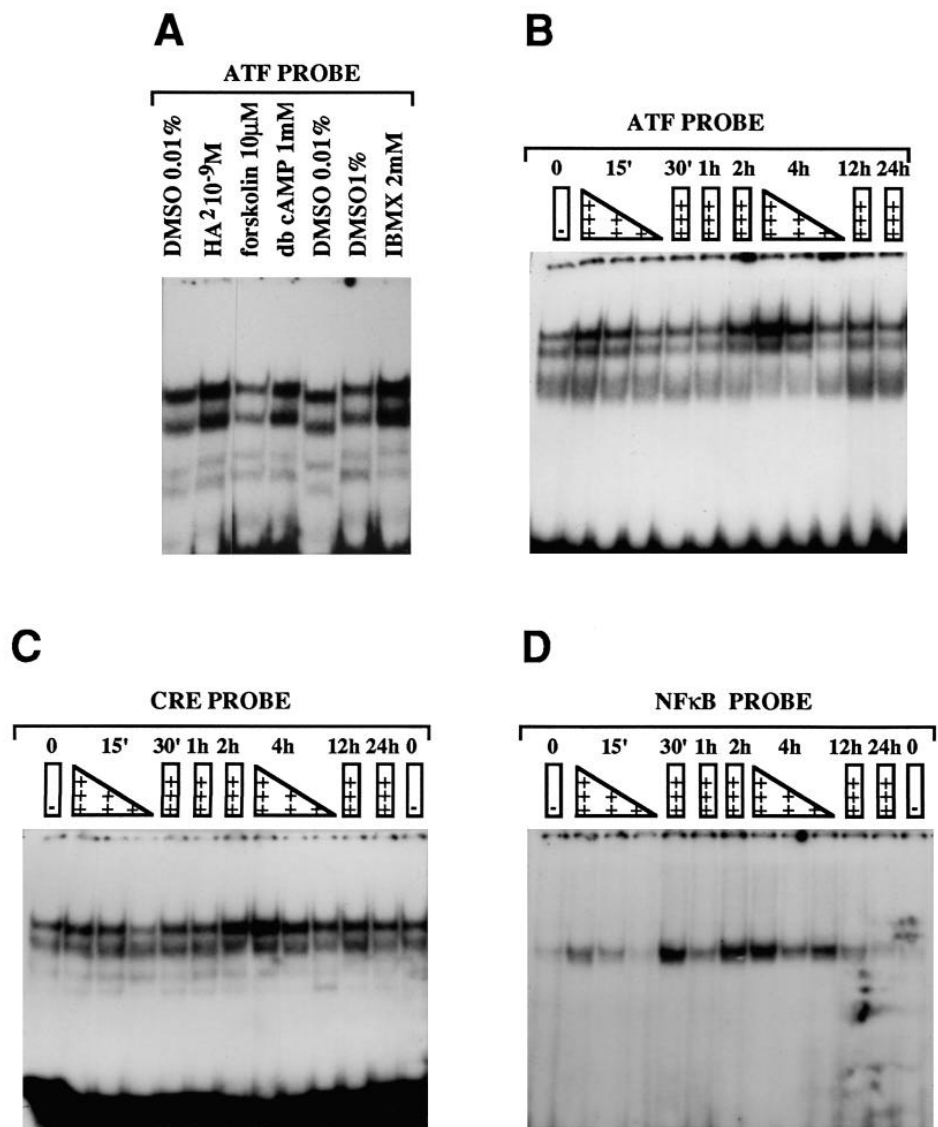 A
ATF PROBE
DMSO 0.01%
HA 2 10⁻⁹M
forskolin 10µM
db cAMP 1mM
DMSO 0.01%
DMSO1%
IBMX 2mM
B
ATF PROBE
0 15' 30' 1h 2h 4h 12h 24h
- + + + + + + + + + + + + + + + + + + + + + + + + + + +
C
CRE PROBE
0 15' 30' 1h 2h 4h 12h 24h 0
- + + + + + + + + + + + + + + + + + + + + + + + + + + + -
D
NFκB PROBE
0 15' 30' 1h 2h 4h 12h 24h 0
- + + + + + + + + + + + + + + + + + + + + + + + + + + + -